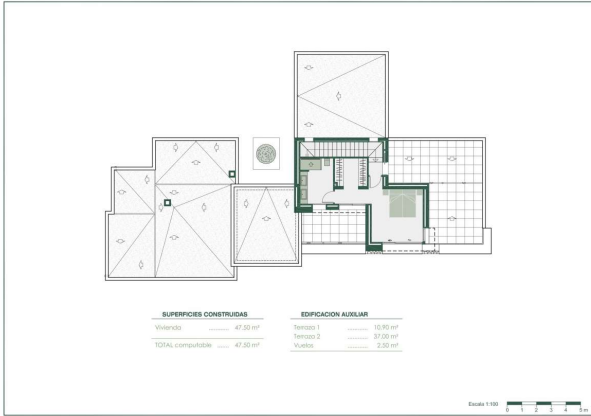 SUPERFICIES CONSTRUIDAS
Vivienda ............ 47.50 m²
TOTAL computable ...... 47.50 m²
EDIFICACION AUXILIAR
Terraza 1 ............ 10.90 m²
Terraza 2 ............ 37.00 m²
Vuelos ............ 2.50 m²
Escala 1:100
0 1 2 3 4 5 m